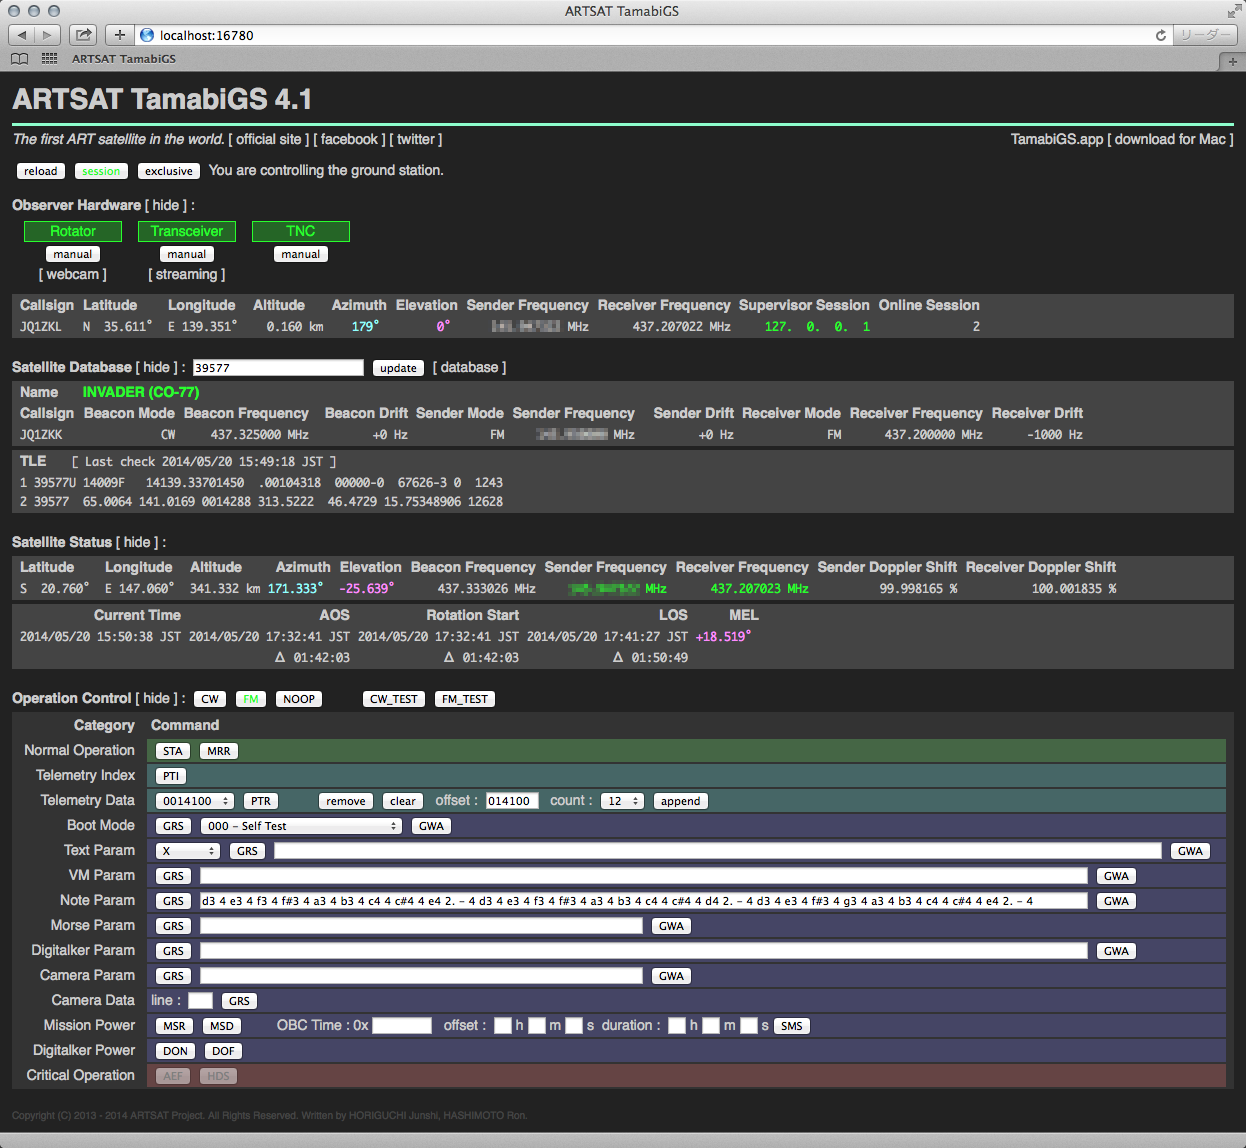 ARTSAT TamabiGS
localhost:16780
リーダー
ARTSAT TamabiGS
ARTSAT TamabiGS 4.1
The first ART satellite in the world. [ official site ] [ facebook ] [ twitter ]
TamabiGS.app [ download for Mac ]
reload session exclusive You are controlling the ground station.
Observer Hardware [ hide ] :
Rotator Transceiver TNC
manual manual manual
[ webcam ] [ streaming ]
Callsign Latitude Longitude Altitude Azimuth Elevation Sender Frequency Receiver Frequency Supervisor Session Online Session
JQ1ZKL N 35.611° E 139.351° 0.160 km 179° 0° MHz 437.207022 MHz 127. 0. 0. 1 2
Satellite Database [ hide ] : 39577 update [ database ]
Name INVADER (CO-77)
Callsign Beacon Mode Beacon Frequency Beacon Drift Sender Mode Sender Frequency Sender Drift Receiver Mode Receiver Frequency Receiver Drift
JQ1ZKK CW 437.325000 MHz +0 Hz FM MHz +0 Hz FM 437.200000 MHz -1000 Hz
TLE [ Last check 2014/05/20 15:49:18 JST ]
1 39577U 14009F 14139.33701450 .00104318 00000-0 67626-3 0 1243
2 39577 65.0064 141.0169 0014288 313.5222 46.4729 15.75348906 12628
Satellite Status [ hide ] :
Latitude Longitude Altitude Azimuth Elevation Beacon Frequency Sender Frequency Receiver Frequency Sender Doppler Shift Receiver Doppler Shift
S 20.760° E 147.060° 341.332 km 171.333° -25.639° 437.333026 MHz MHz 437.207023 MHz 99.998165 % 100.001835 %
Current Time AOS Rotation Start LOS MEL
2014/05/20 15:50:38 JST 2014/05/20 17:32:41 JST 2014/05/20 17:32:41 JST 2014/05/20 17:41:27 JST +18.519°
Δ 01:42:03 Δ 01:42:03 Δ 01:50:49
Operation Control [ hide ] : CW FM NOOP CW_TEST FM_TEST
Category Command
Normal Operation STA MRR
Telemetry Index PTI
Telemetry Data 0014100 PTR remove clear offset : 014100 count : 12 append
Boot Mode GRS 000 - Self Test GWA
Text Param X GRS GWA
VM Param GRS GWA
Note Param GRS d3 4 e3 4 f3 4 f#3 4 a3 4 b3 4 c4 4 c#4 4 e4 2. - 4 d3 4 e3 4 f3 4 f#3 4 a3 4 b3 4 c4 4 c#4 4 d4 2. - 4 d3 4 e3 4 f#3 4 g3 4 a3 4 b3 4 c4 4 c#4 4 e4 2. - 4 GWA
Morse Param GRS GWA
Digitalker Param GRS GWA
Camera Param GRS GWA
Camera Data line : GRS
Mission Power MSR MSD OBC Time : 0x offset : h m s duration : h m s SMS
Digitalker Power DON DOF
Critical Operation AEF HDS
Copyright (C) 2013 - 2014 ARTSAT Project. All Rights Reserved. Written by HORIGUCHI Junshi, HASHIMOTO Ron.